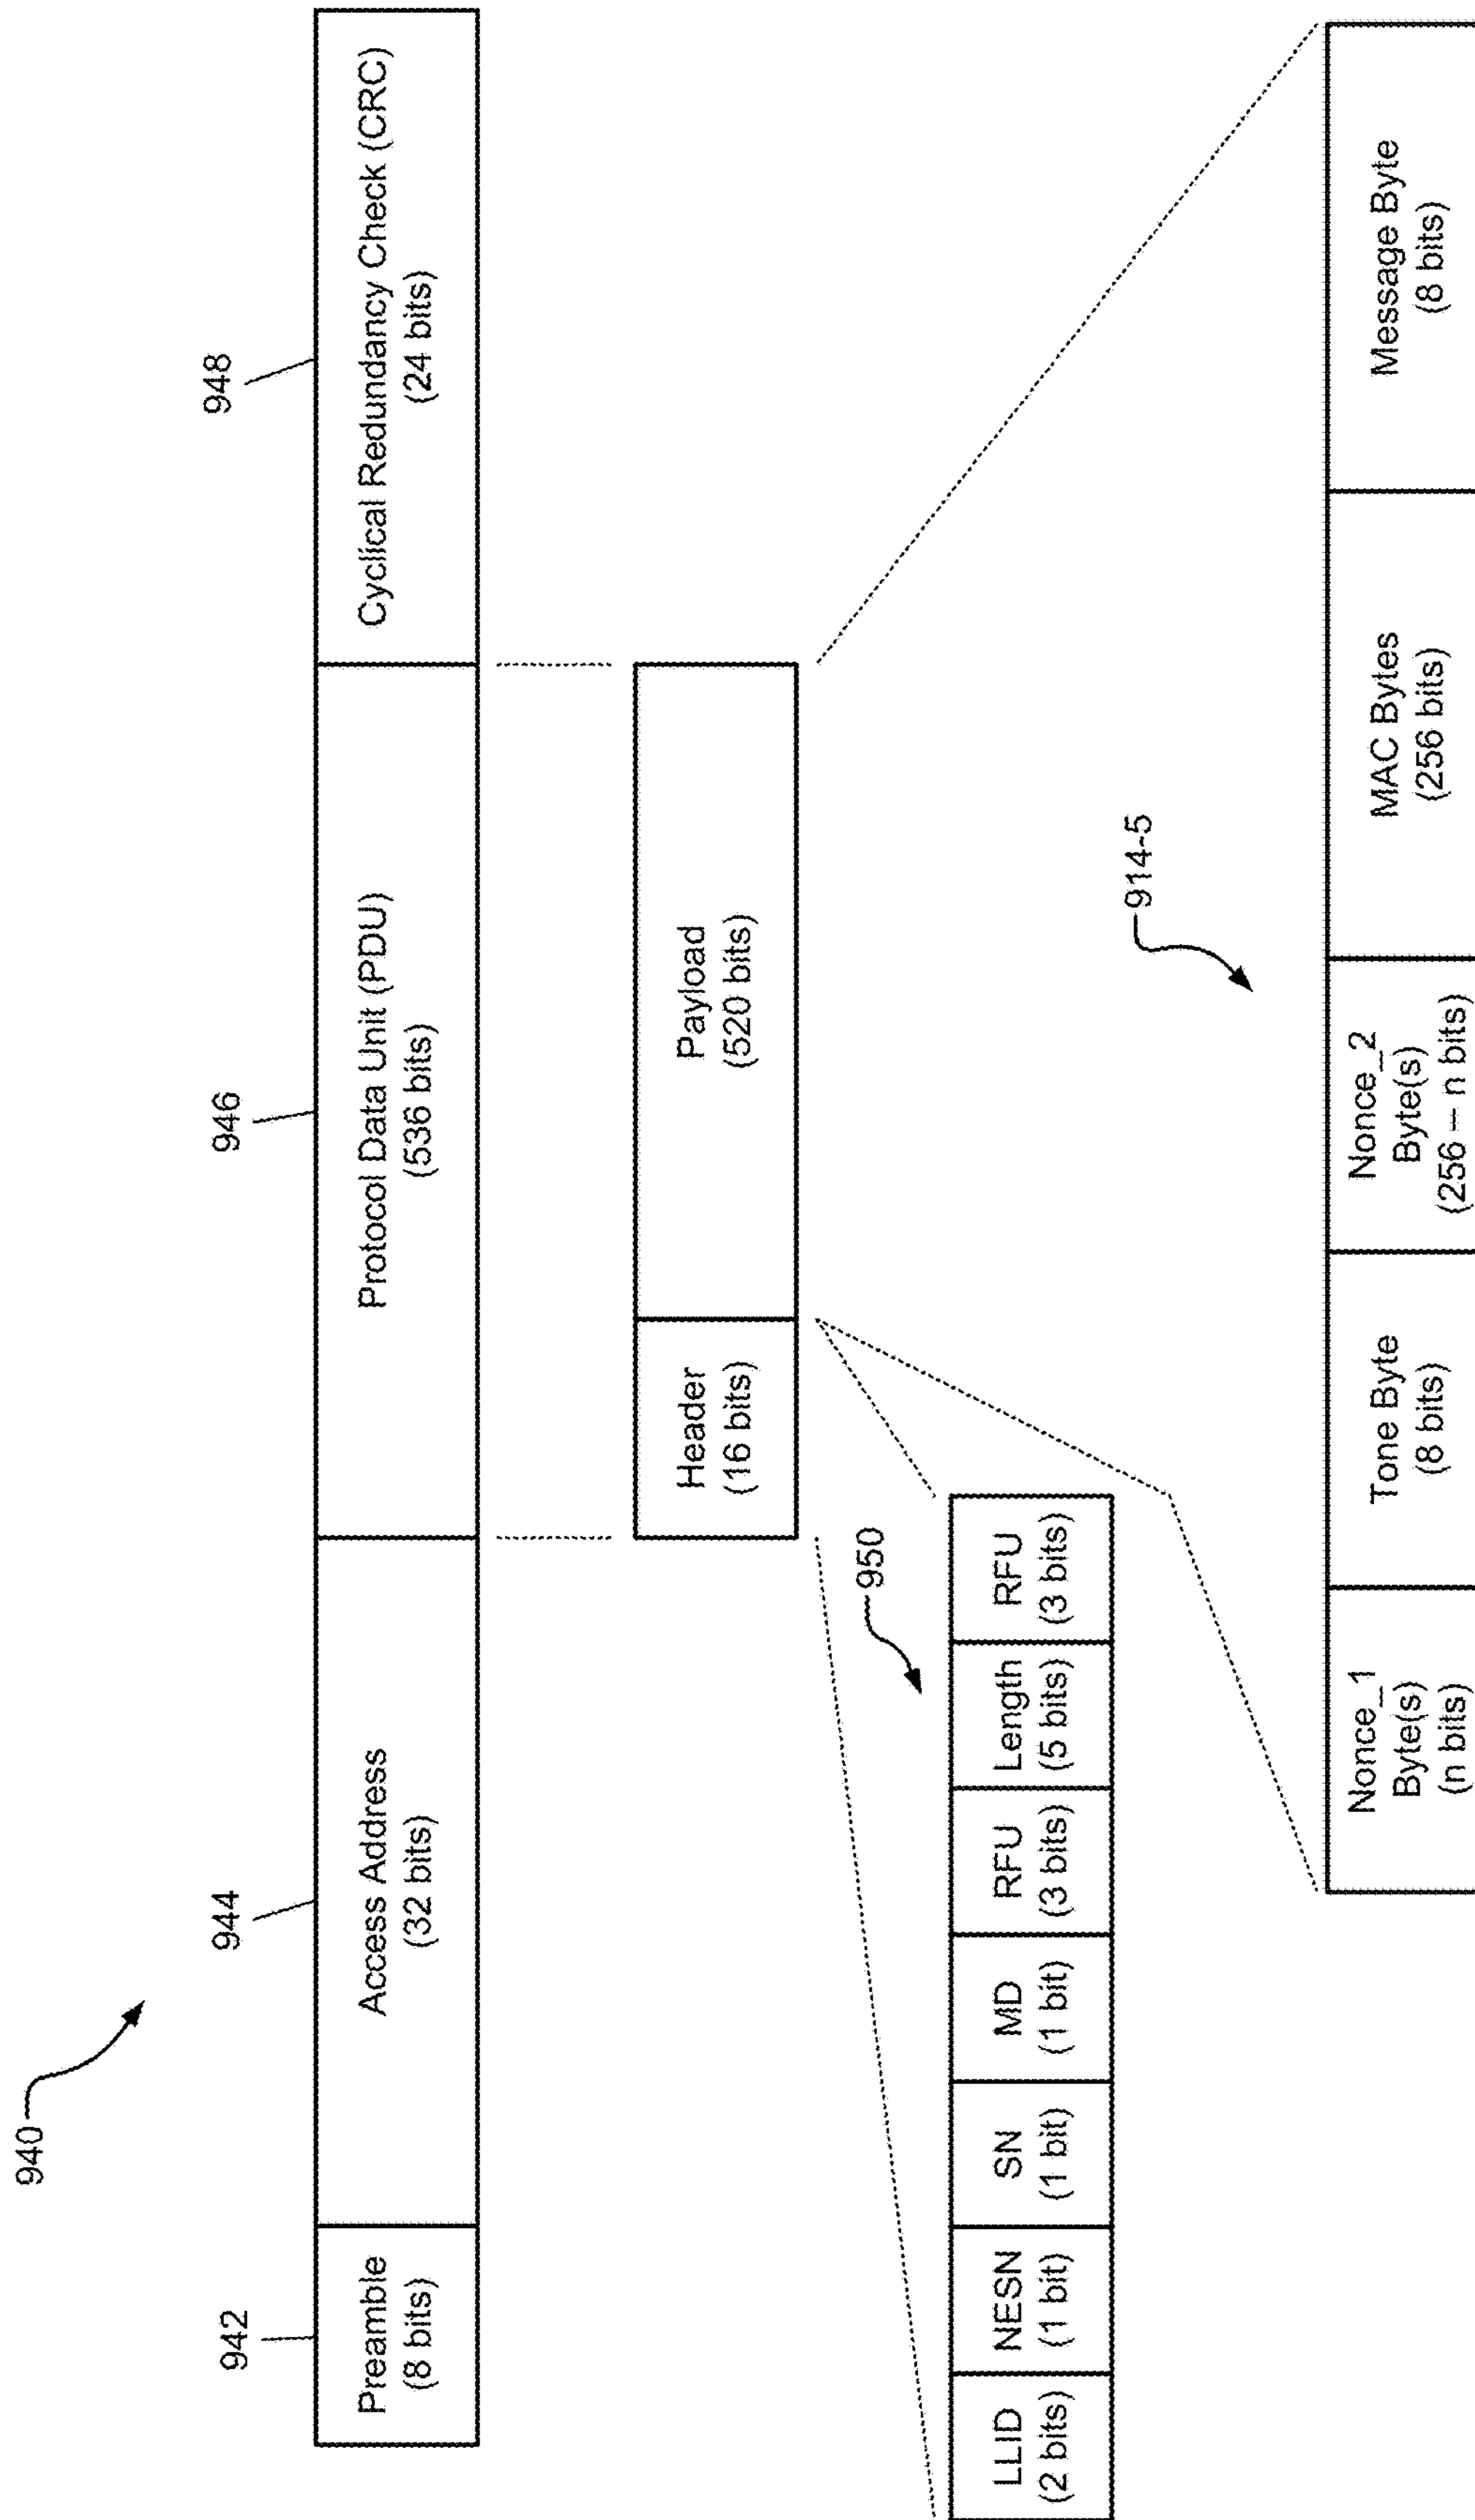 940
942
944
946
948
Preamble
(8 bits)
Access Address
(32 bits)
Protocol Data Unit (PDU)
(536 bits)
Cyclical Redundancy Check (CRC)
(24 bits)
Header
(16 bits)
Payload
(520 bits)
950
LLID
(2 bits)
NESN
(1 bit)
SN
(1 bit)
MD
(1 bit)
RFU
(3 bits)
Length
(5 bits)
RFU
(3 bits)
914-5
Nonce_1
Byte(s)
(n bits)
Tone Byte
(8 bits)
Nonce_2
Byte(s)
(256 – n bits)
MAC Bytes
(256 bits)
Message Byte
(8 bits)